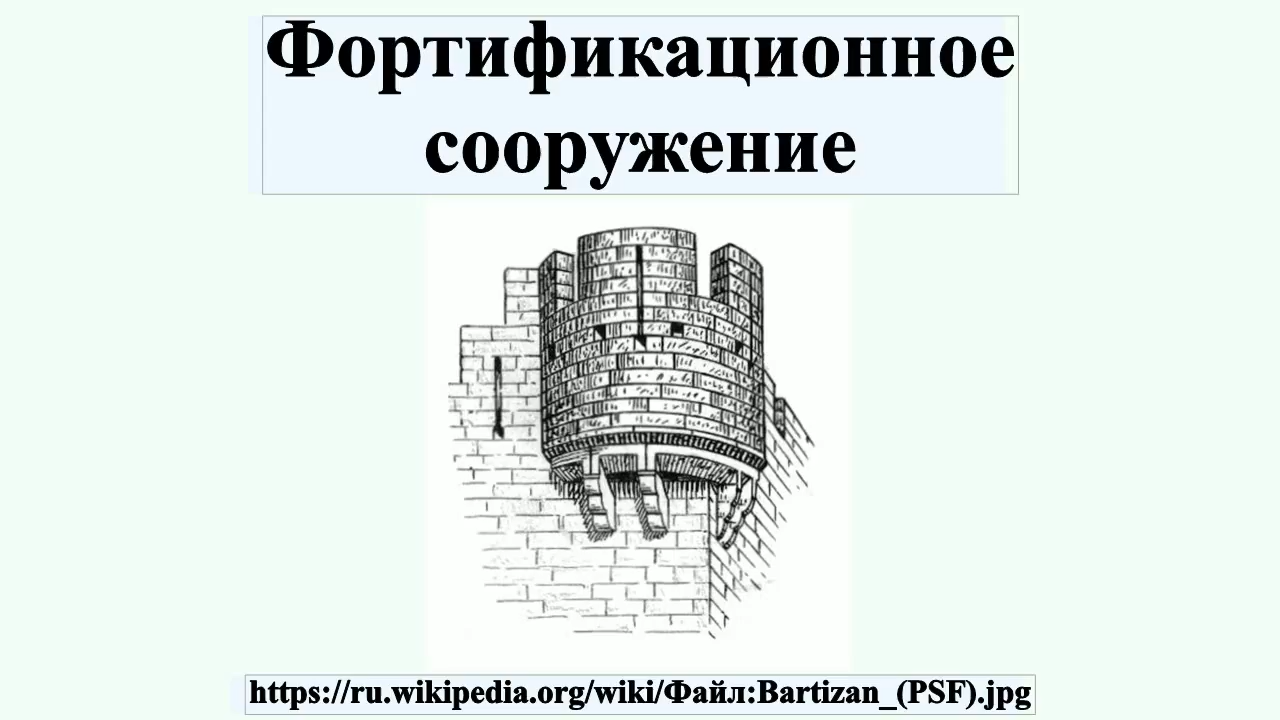 Фортификационное
сооружение
https://ru.wikipedia.org/wiki/Файл:Bartizan_(PSF).jpg